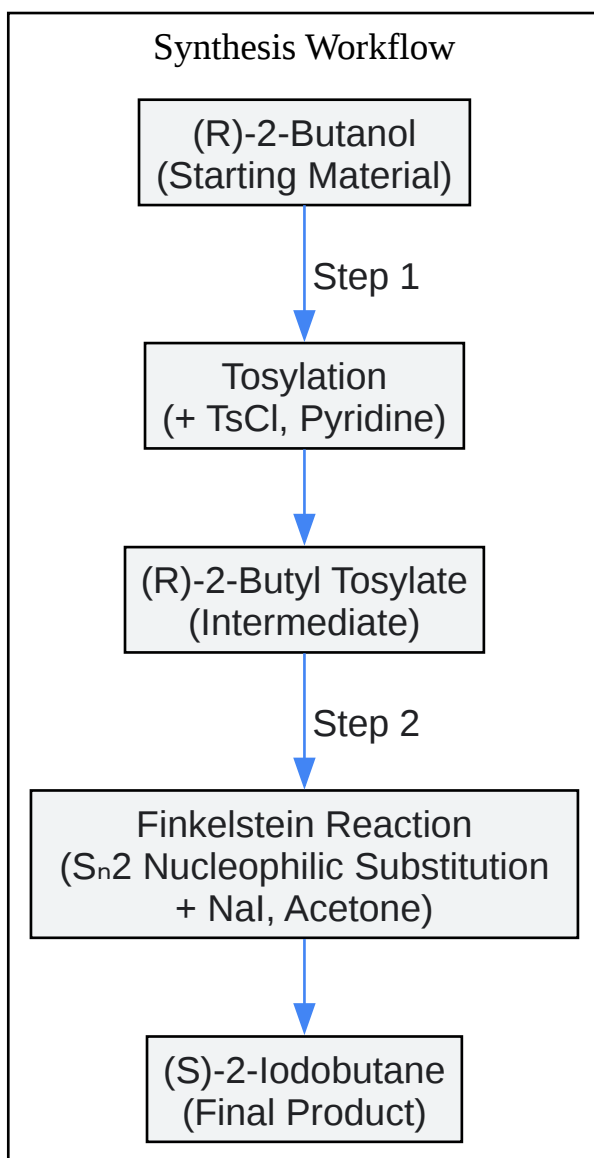 Synthesis Workflow
(R)-2-Butanol
(Starting Material)
Step 1
Tosylation
(+ TsCl, Pyridine)
(R)-2-Butyl Tosylate
(Intermediate)
Step 2
Finkelstein Reaction
(Sₙ2 Nucleophilic Substitution
+ NaI, Acetone)
(S)-2-Iodobutane
(Final Product)